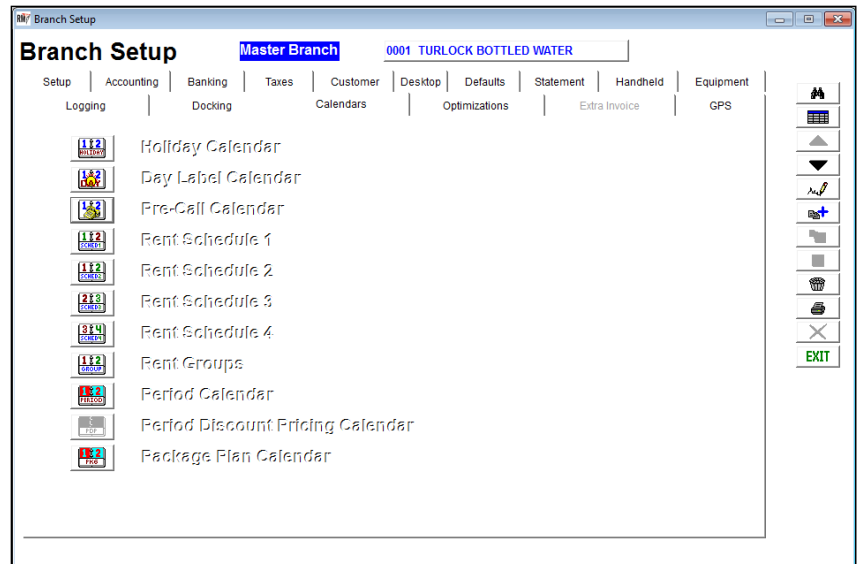 Branch Setup
Branch Setup Master Branch 0001 TURLOCK BOTTLED WATER
Setup Accounting Banking Taxes Customer Desktop Defaults Statement Handheld Equipment
Logging Docking Calendars Optimizations Extra Invoice GPS
Holiday Calendar
Day Label Calendar
Pre-Call Calendar
Rent Schedule 1
Rent Schedule 2
Rent Schedule 3
Rent Schedule 4
Rent Groups
Period Calendar
Period Discount Pricing Calendar
Package Plan Calendar
EXIT